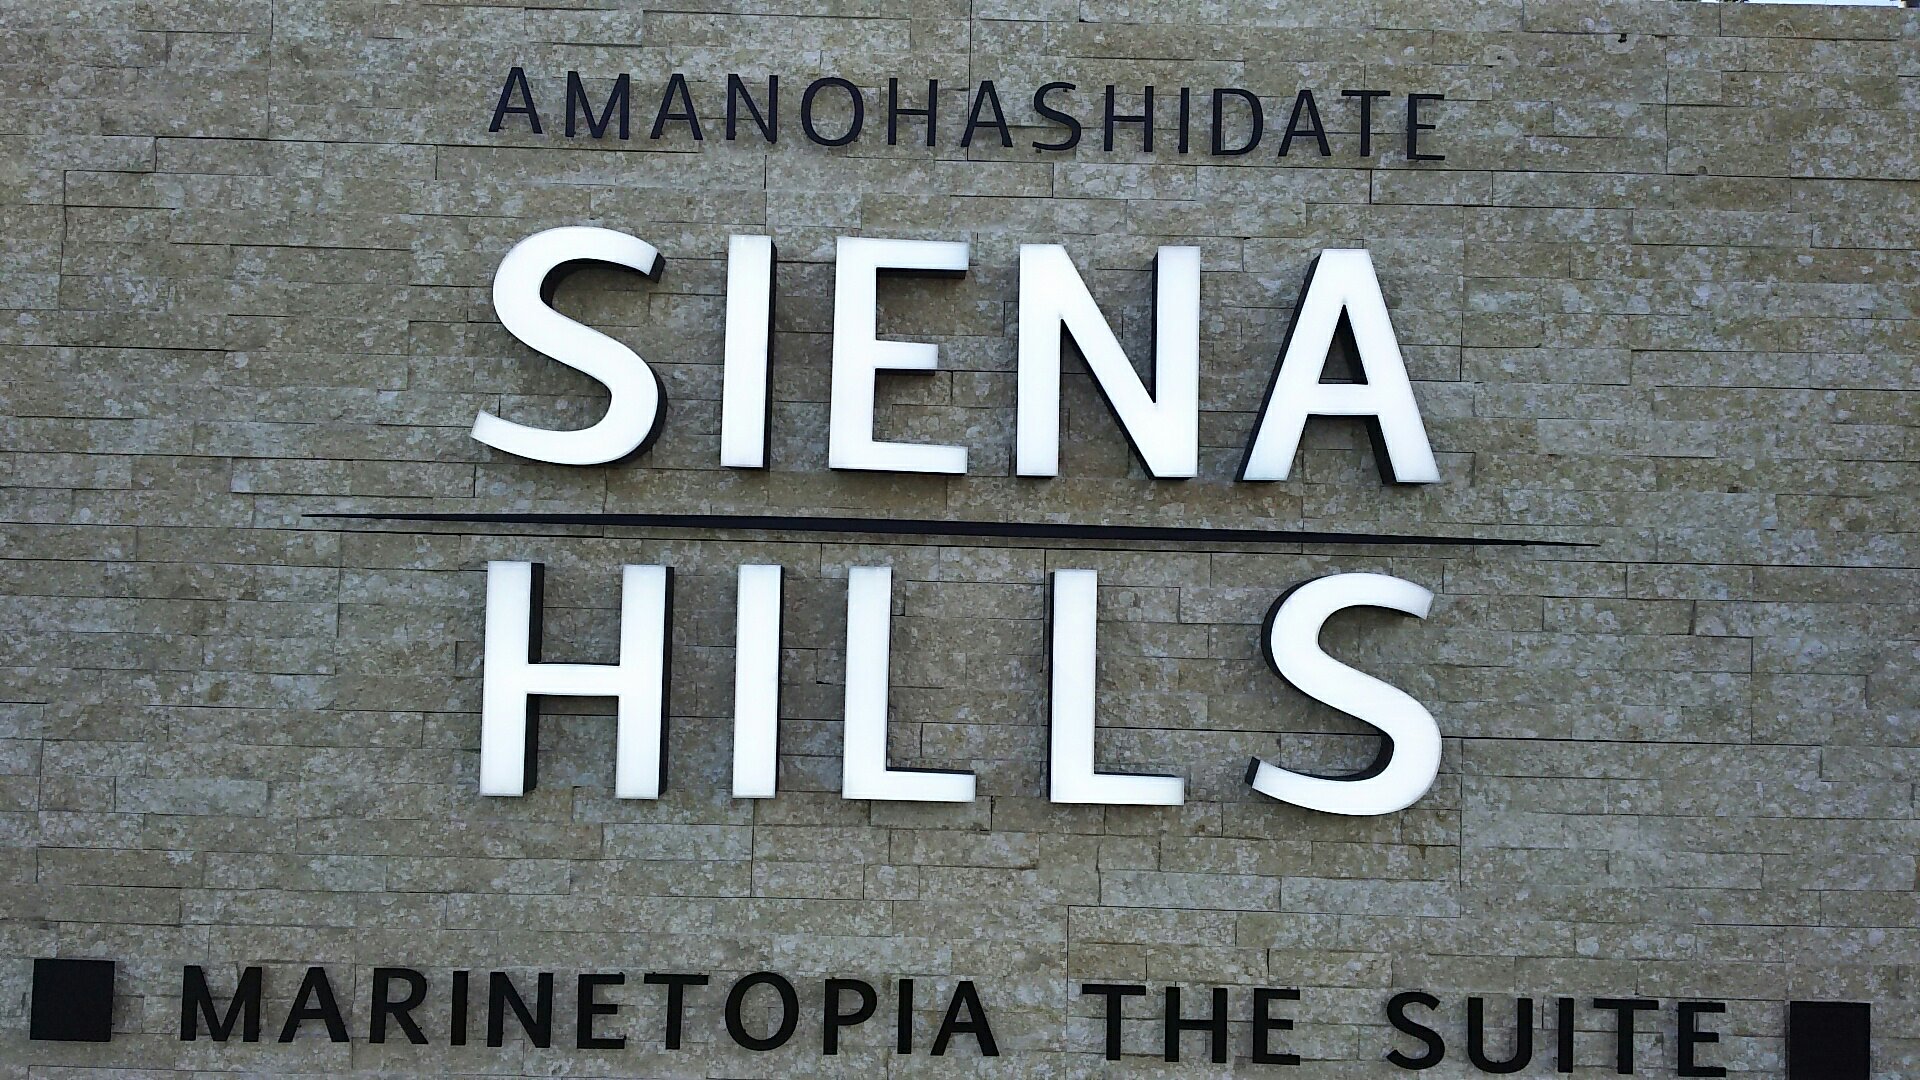 AMANOHASHIDATE
SIENA
HILLS
■ MARINETOPIA THE SUITE ■